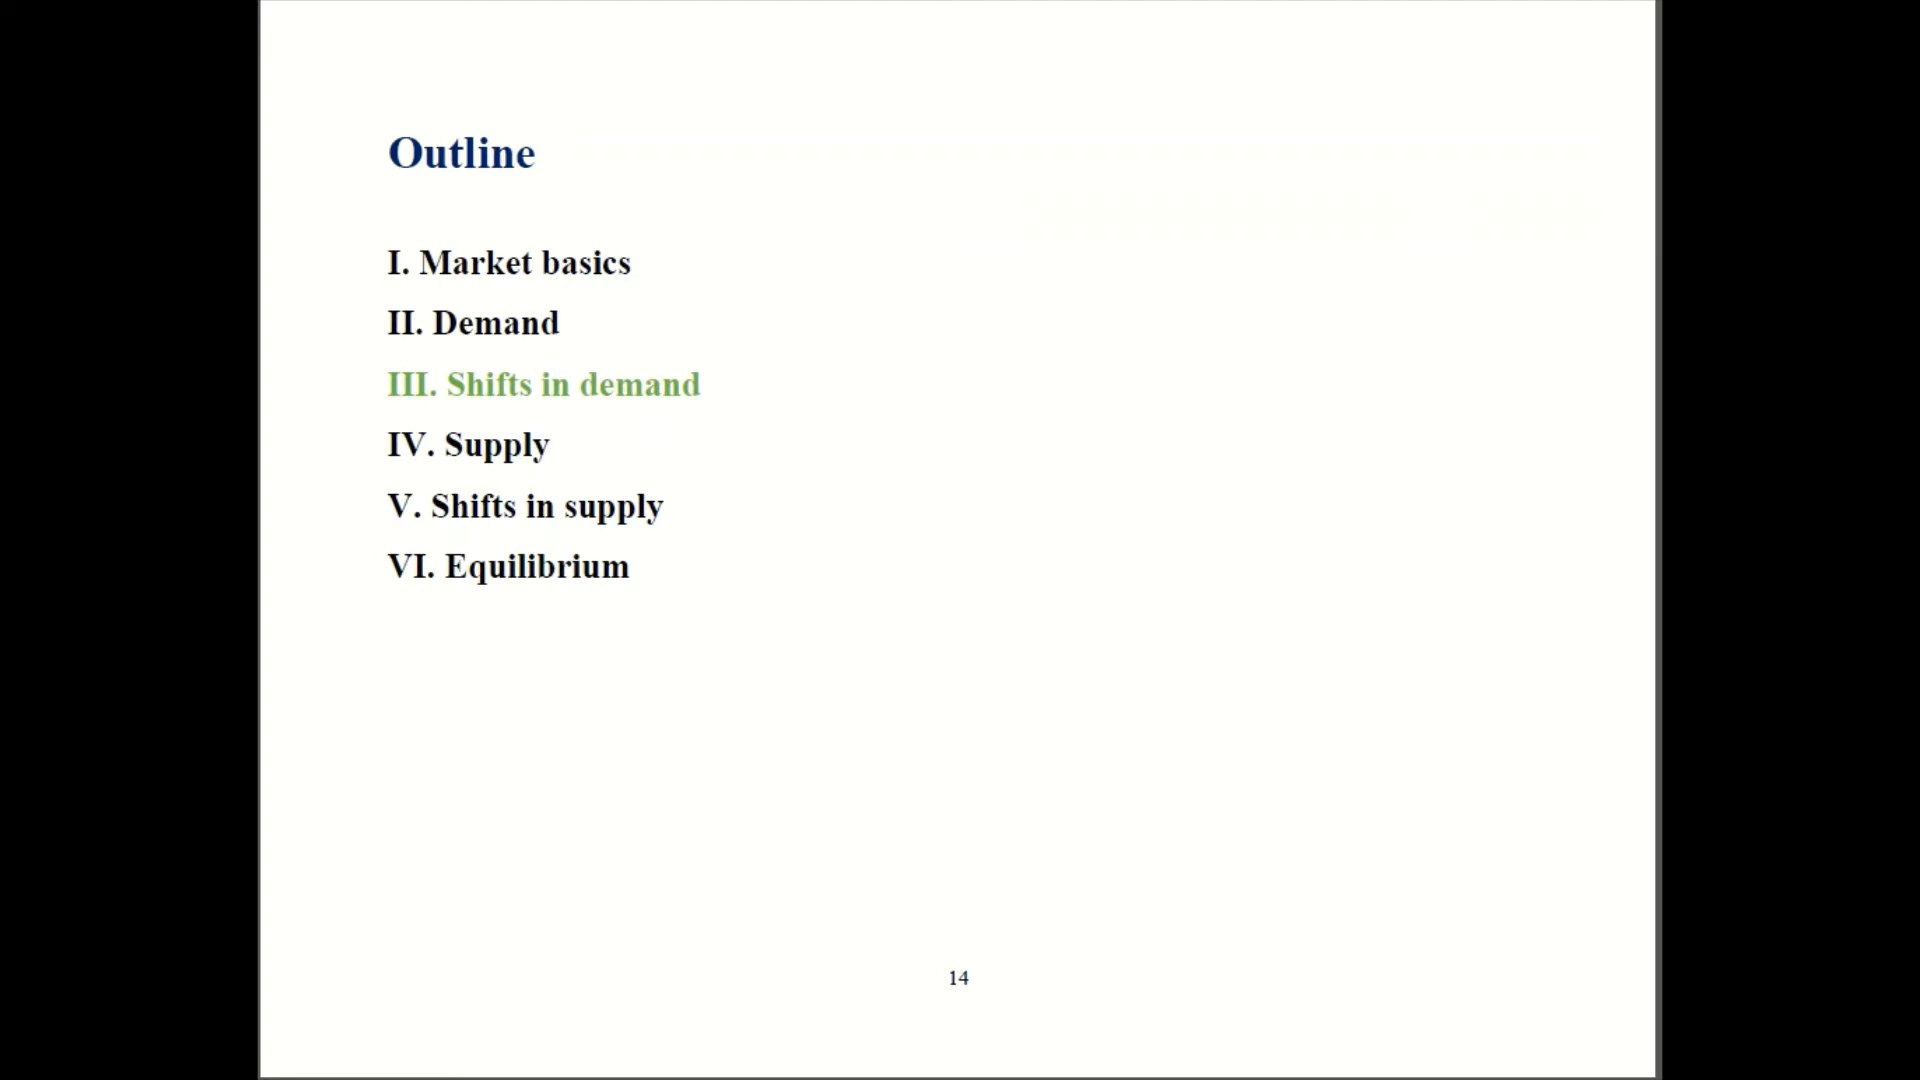 Outline
I. Market basics
II. Demand
III. Shifts in demand
IV. Supply
V. Shifts in supply
VI. Equilibrium
14